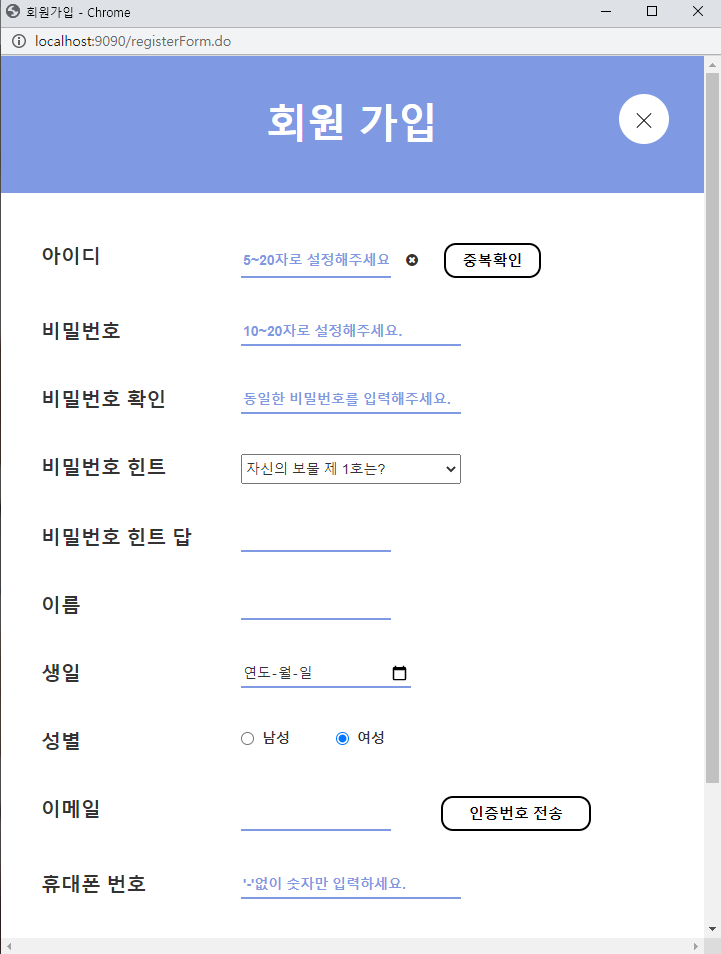 회원가입 - Chrome
localhost:9090/registerForm.do
회원 가입
아이디 5~20자로 설정해주세요 중복확인
비밀번호 10~20자로 설정해주세요.
비밀번호 확인 동일한 비밀번호를 입력해주세요.
비밀번호 힌트 자신의 보물 제 1호는?
비밀번호 힌트 답
이름
생일 연도-월-일
성별 남성 여성
이메일 인증번호 전송
휴대폰 번호 '-'없이 숫자만 입력하세요.